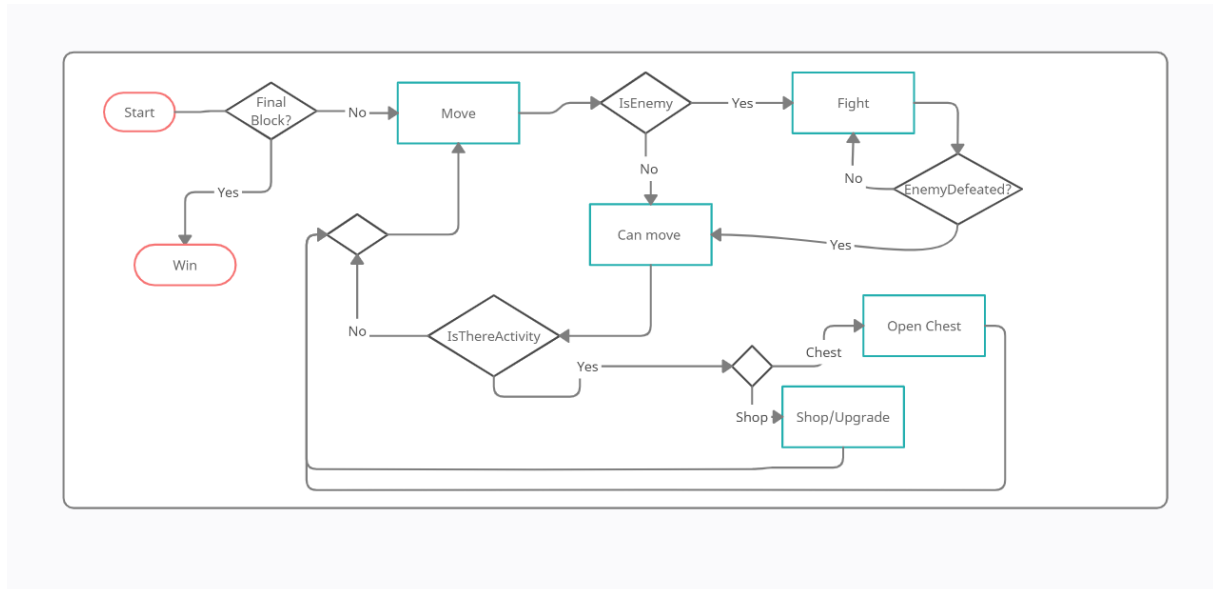 Start
Final
Block?
No
Move
IsEnemy
Yes
Fight
No
No
EnemyDefeated?
Yes
Can move
Yes
Win
No
IsThereActivity
Yes
Chest
Open Chest
Shop
Shop/Upgrade